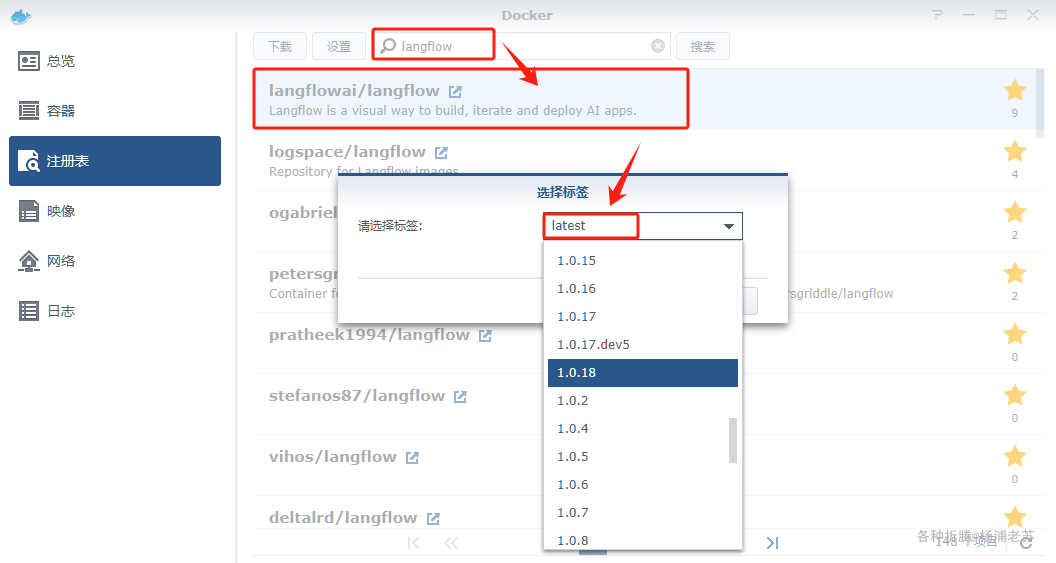 Docker
总览
容器
注册表
映像
网络
日志
下载
设置
langflow
搜索
langflowai/langflow
Langflow is a visual way to build, iterate and deploy AI apps.
9
logspace/langflow
Repository for Langflow images
4
ogabriel
2
petersgr
Container f
rsgriddle/langflow
2
pratheek1994/langflow
0
stefanos87/langflow
0
vihos/langflow
0
deltalrd/langflow
选择标签
请选择标签:
latest
1.0.15
1.0.16
1.0.17
1.0.17.dev5
1.0.18
1.0.2
1.0.4
1.0.5
1.0.6
1.0.7
1.0.8
148 个项目
各种折腾@杨浦老苏